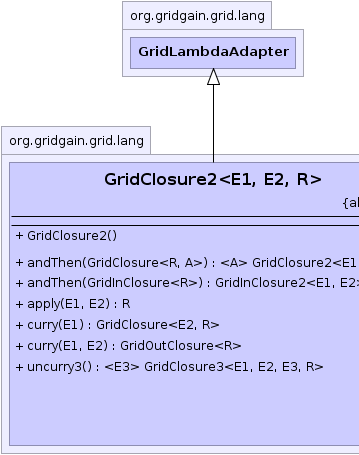 org.gridgain.grid.lang
GridLambdaAdapter
org.gridgain.grid.lang
GridClosure2<E1, E2, R>
+ GridClosure2()
+ andThen(GridClosure<R, A>) : <A> GridClosure2<E1
+ andThen(GridInClosure<R>) : GridInClosure2<E1, E2>
+ apply(E1, E2) : R
+ curry(E1) : GridClosure<E2, R>
+ curry(E1, E2) : GridOutClosure<R>
+ uncurry3() : <E3> GridClosure3<E1, E2, E3, R>